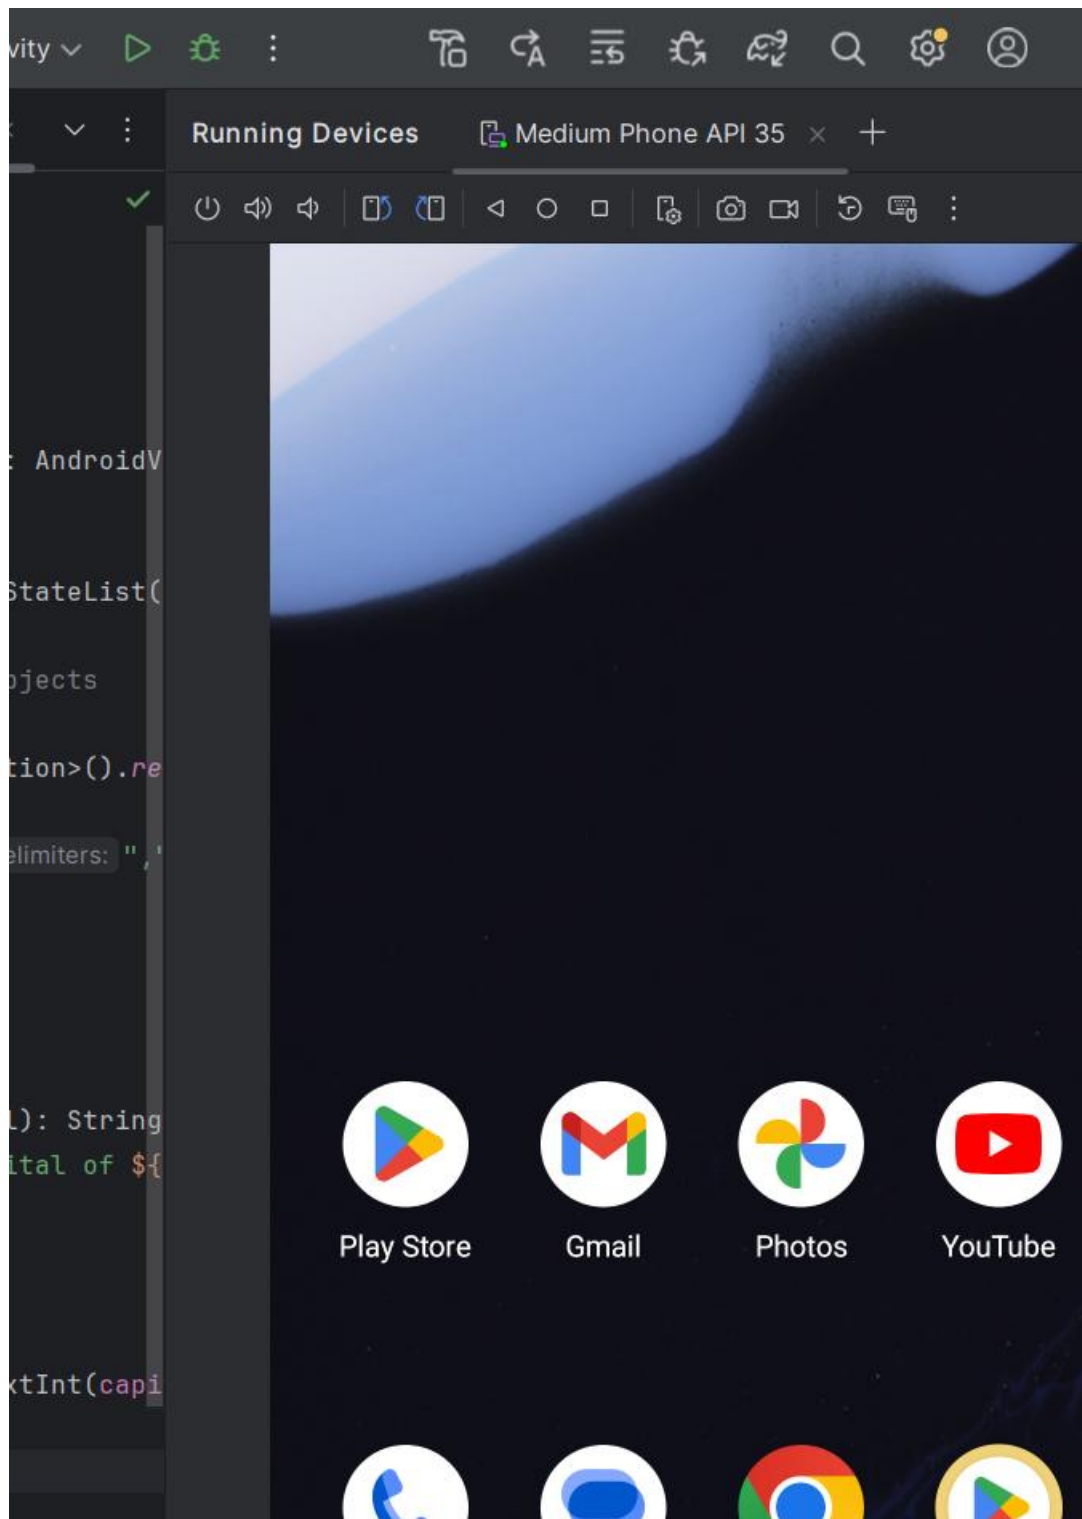 vity
Running Devices
Medium Phone API 35
: AndroidV
StateList(
bjects
tion>().re
elimiters: ","
l): String
ital of ${
xtInt(capi
Play Store
Gmail
Photos
YouTube